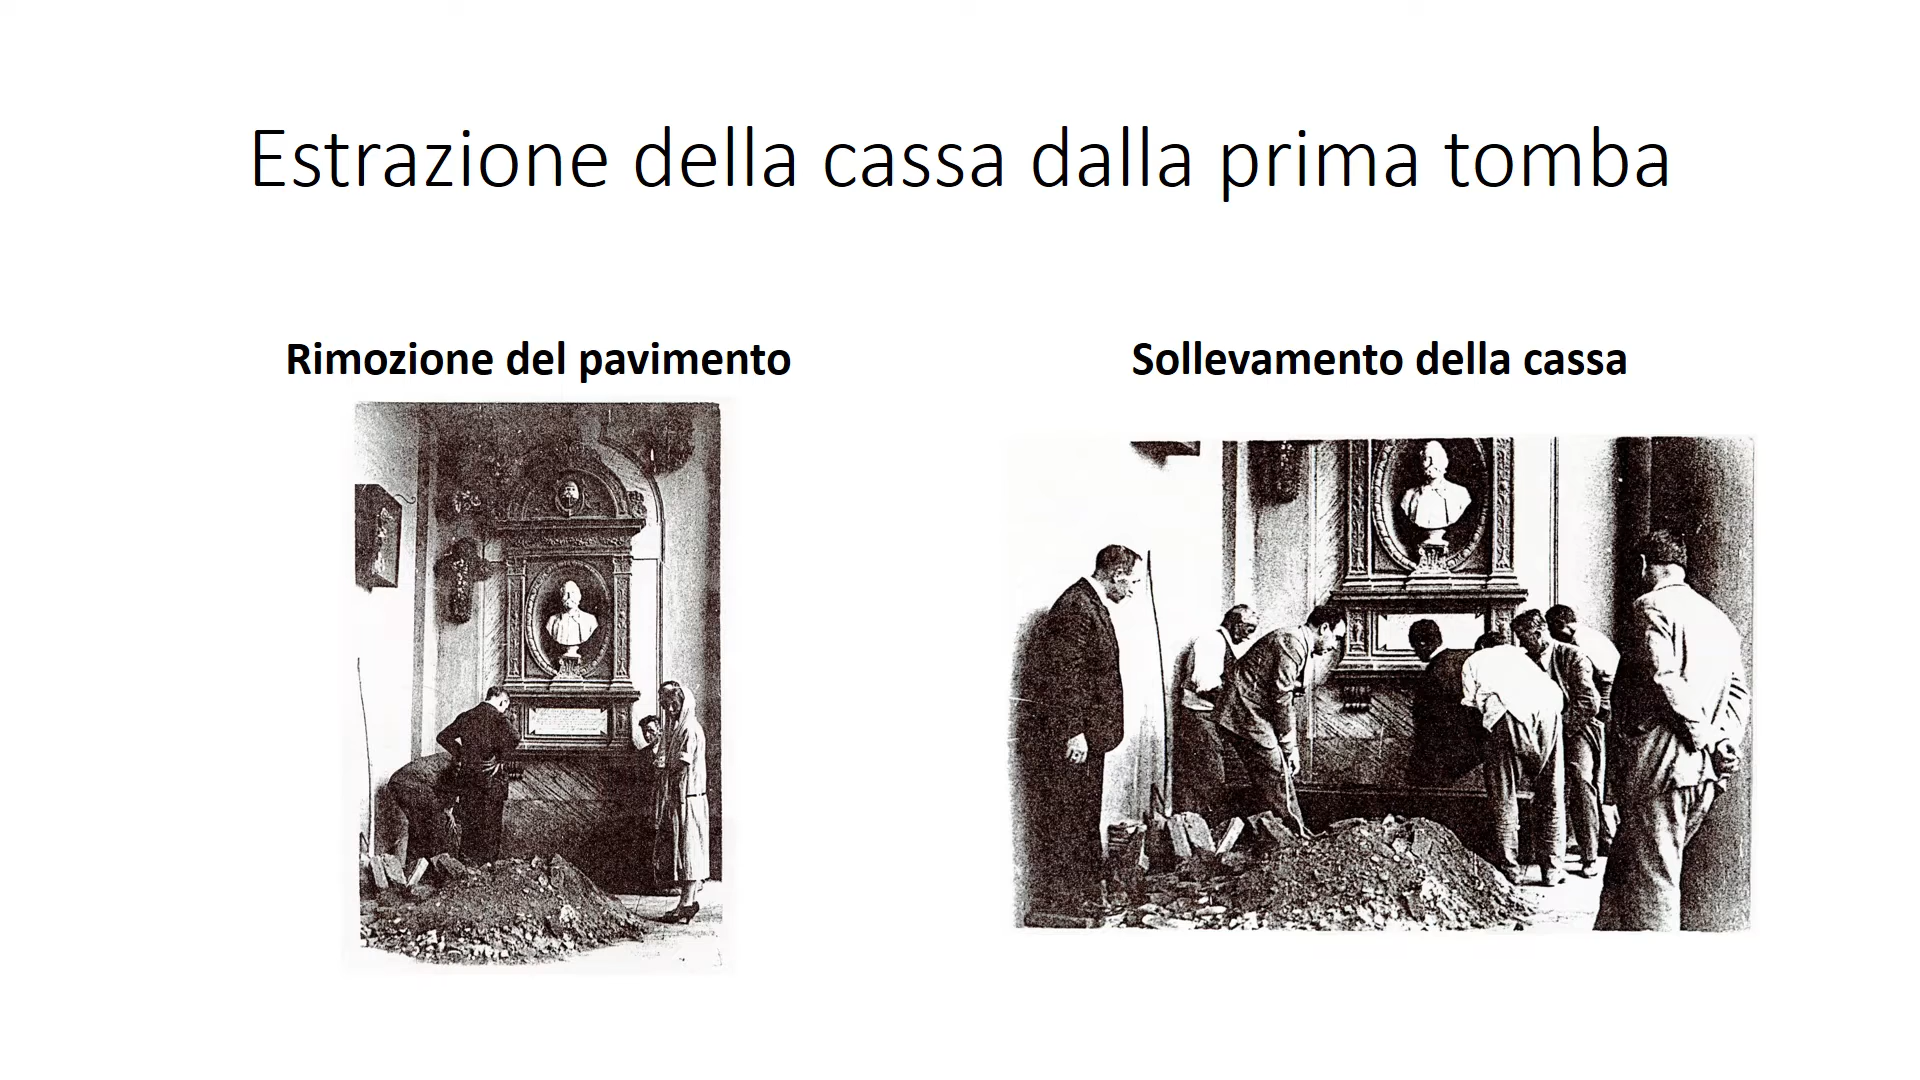 Estrazione della cassa dalla prima tomba
Rimozione del pavimento
Sollevamento della cassa